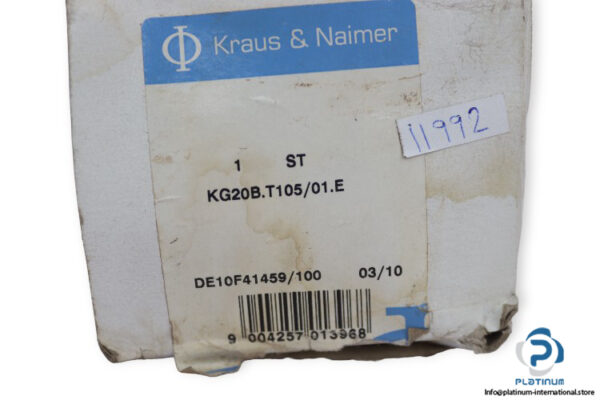 Kraus & Naimer
11992
1 ST
KG20B.T105/01.E
DE10F41459/100 03/10
9 004257 013968
PLATINUM
Info@platinum-international.store